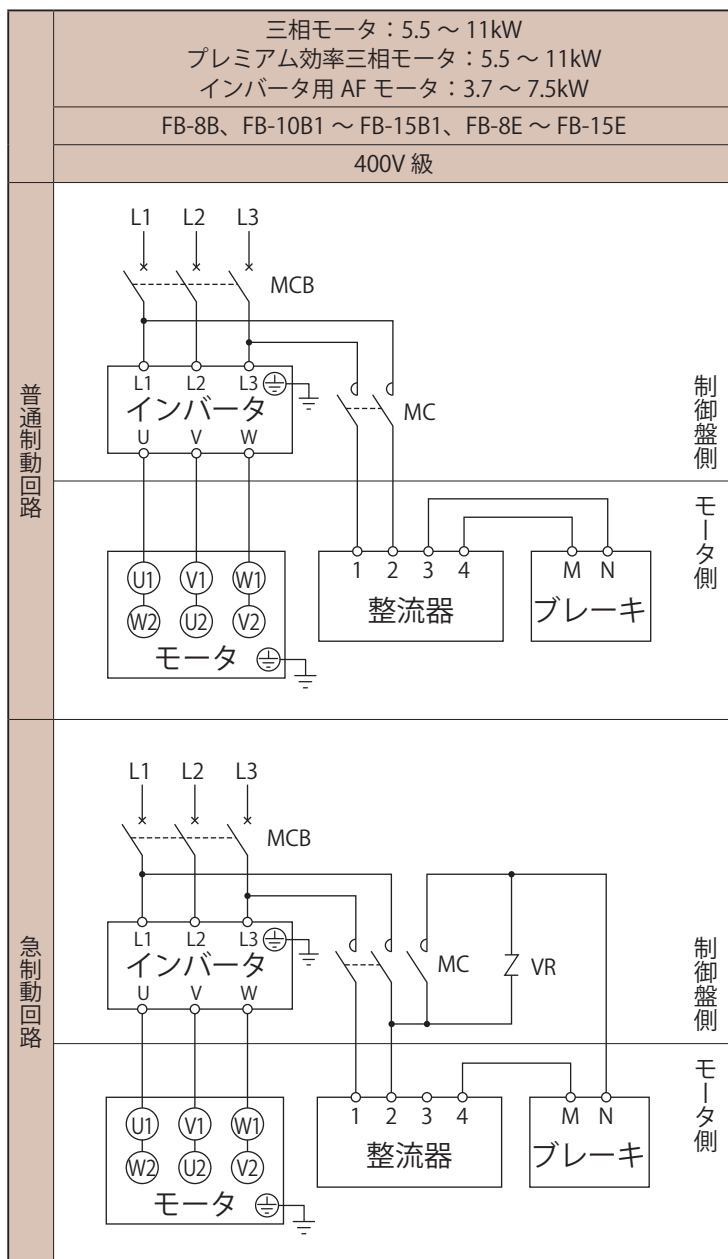 三相モータ：5.5 ～ 11kW
プレミアム効率三相モータ：5.5 ～ 11kW
インバータ用 AF モータ：3.7 ～ 7.5kW
FB-8B、FB-10B1 ～ FB-15B1、FB-8E ～ FB-15E
400V 級
普通制動回路
L1 L2 L3
MCB
L1 L2 L3
インバータ
U V W
MC
制御盤側
モータ側
U1 V1 W1
W2 U2 V2
モータ
1 2 3 4
整流器
M N
ブレーキ
急制動回路
L1 L2 L3
MCB
L1 L2 L3
インバータ
U V W
MC
VR
制御盤側
モータ側
U1 V1 W1
W2 U2 V2
モータ
1 2 3 4
整流器
M N
ブレーキ